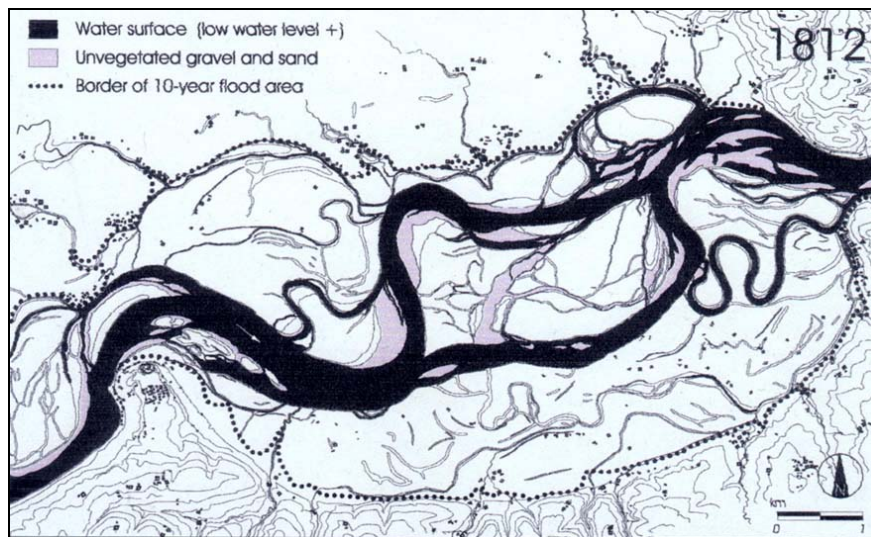 Water surface {low water level +}
Unvegetated gravel and sand
Border of 10-year flood area
1812
km
0 1